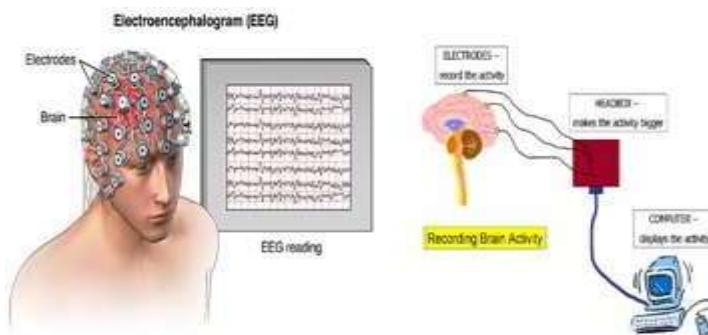 Electroencephalogram (EEG)
Electrodes
Brain
EEG reading
ELECTRODES –
record the activity
HEADBOX –
makes the activity bigger
Recording Brain Activity
COMPUTER –
displays the activity